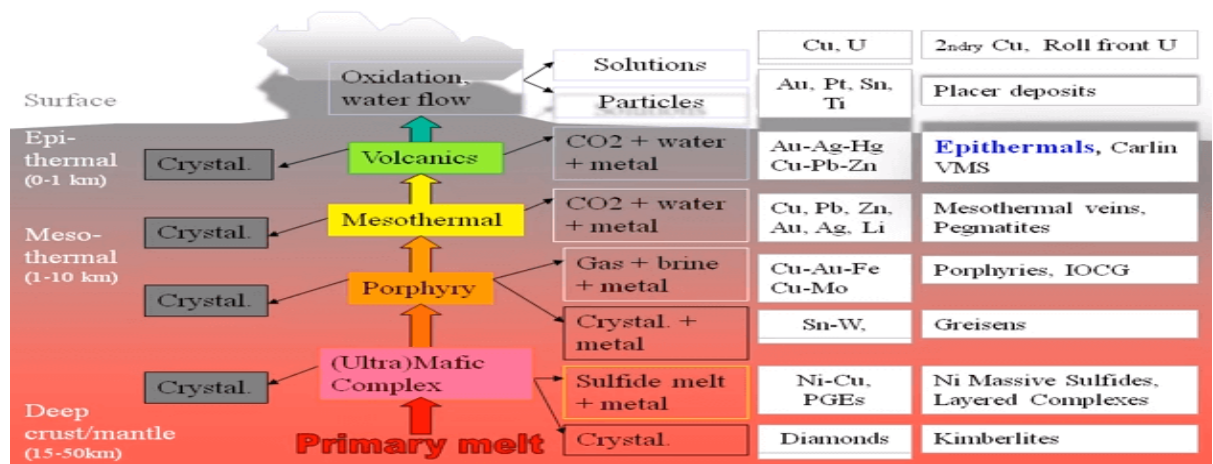 Cu, U
2ndry Cu, Roll front U
Oxidation,
water flow
Solutions
Surface
Particles
Au, Pt, Sn,
Ti
Placer deposits
Epi-
thermal
(0-1 km)
Crystal.
Volcanics
CO2 + water
+ metal
Au-Ag-Hg
Cu-Pb-Zn
Epithermals, Carlin
VMS
Meso-
thermal
(1-10 km)
Crystal.
Mesothermal
CO2 + water
+ metal
Cu, Pb, Zn,
Au, Ag, Li
Mesothermal veins,
Pegmatites
Crystal.
Porphyry
Gas + brine
+ metal
Cu-Au-Fe
Cu-Mo
Porphyries, IOCG
Crystal. +
metal
Sn-W,
Greisens
Crystal.
(Ultra)Mafic
Complex
Sulfide melt
+ metal
Ni-Cu,
PGEs
Ni Massive Sulfides,
Layered Complexes
Deep
crust/mantle
(15-50km)
Primary melt
Crystal.
Diamonds
Kimberlites